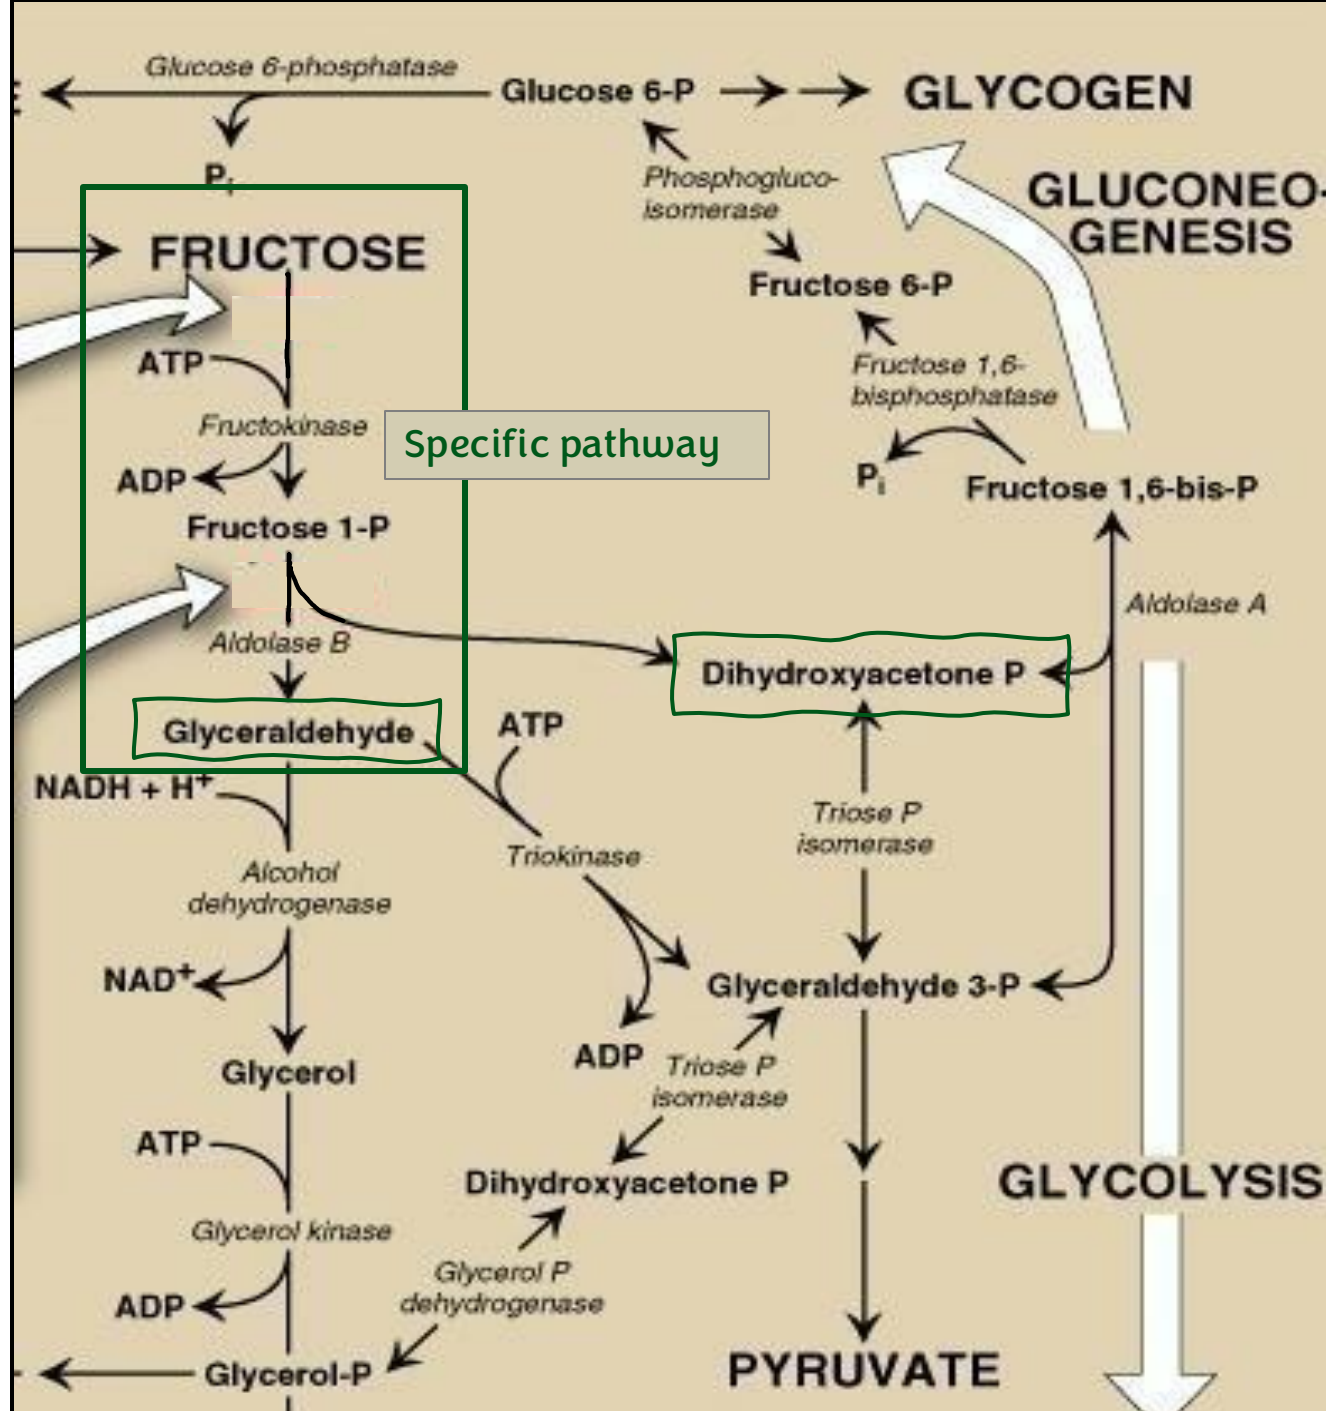 Glucose 6-phosphatase
Glucose 6-P
GLYCOGEN
E
Pi
Phosphogluco-
isomerase
GLUCONEO-
GENESIS
FRUCTOSE
Fructose 6-P
ATP
Fructose 1,6-
bisphosphatase
Fructokinase
Specific pathway
ADP
Pi
Fructose 1,6-bis-P
Fructose 1-P
Aldolase A
Aldolase B
Dihydroxyacetone P
Glyceraldehyde
ATP
NADH + H+
Triose P
isomerase
Triokinase
Alcohol
dehydrogenase
NAD+
Glyceraldehyde 3-P
ADP
Triose P
isomerase
Glycerol
ATP
Dihydroxyacetone P
GLYCOLYSIS
Glycerol kinase
Glycerol P
dehydrogenase
ADP
Glycerol-P
PYRUVATE